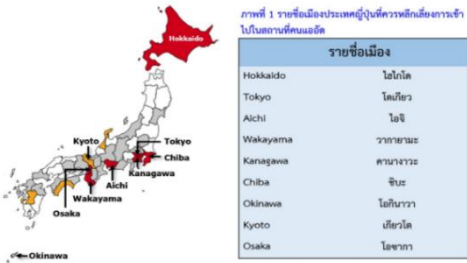 ภาพที่ 1 รายชื่อเมืองประเทศญี่ปุ่นที่ควรหลีกเลี่ยงการเข้า
ไปในสถานที่คนแออัด
Hokkaido
Kyoto
Tokyo
Chiba
Kanagawa
Aichi
Wakayama
Osaka
Okinawa
รายชื่อเมือง
Hokkaido ไฮไกโด
Tokyo โตเกียว
Aichi ไอจิ
Wakayama วากายามะ
Kanagawa คานางาวะ
Chiba ชิบะ
Okinawa โอกินาวา
Kyoto เกียวโต
Osaka โอซากา